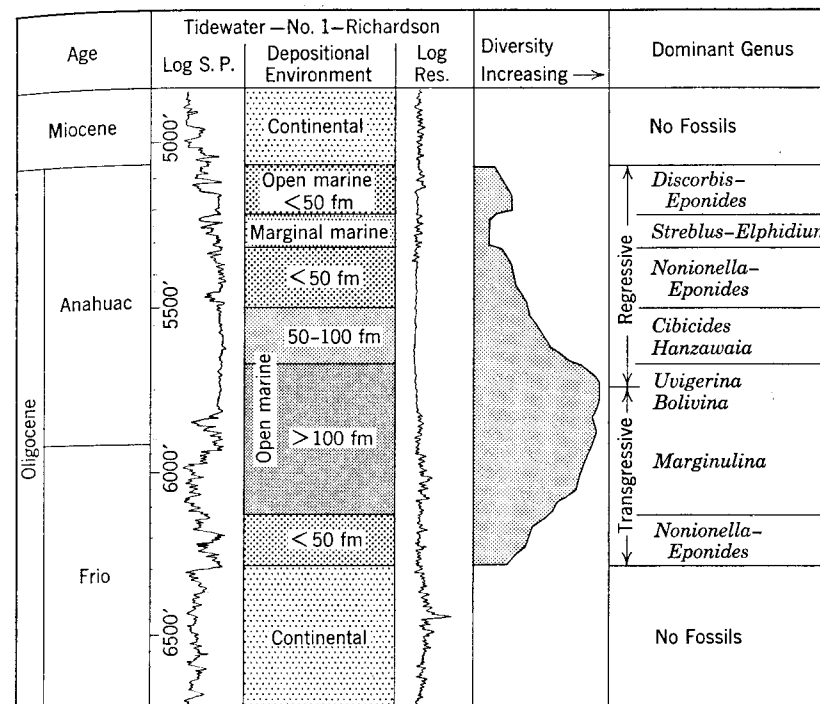 Tidewater—No. 1—Richardson
Age
Log S. P.
Depositional
Environment
Log
Res.
Diversity
Increasing →
Dominant Genus
Miocene
5000′
Continental
No Fossils
Oligocene
Anahuac
Open marine
<50 fm
Regressive
Discorbis–
Eponides
Marginal marine
Streblus–Elphidium
<50 fm
Nonionella–
Eponides
5500′
50–100 fm
Cibicides
Hanzawaia
Open marine
>100 fm
Uvigerina
Bolivina
Transgressive
6000′
Marginulina
<50 fm
Nonionella–
Eponides
Frio
6500′
Continental
No Fossils